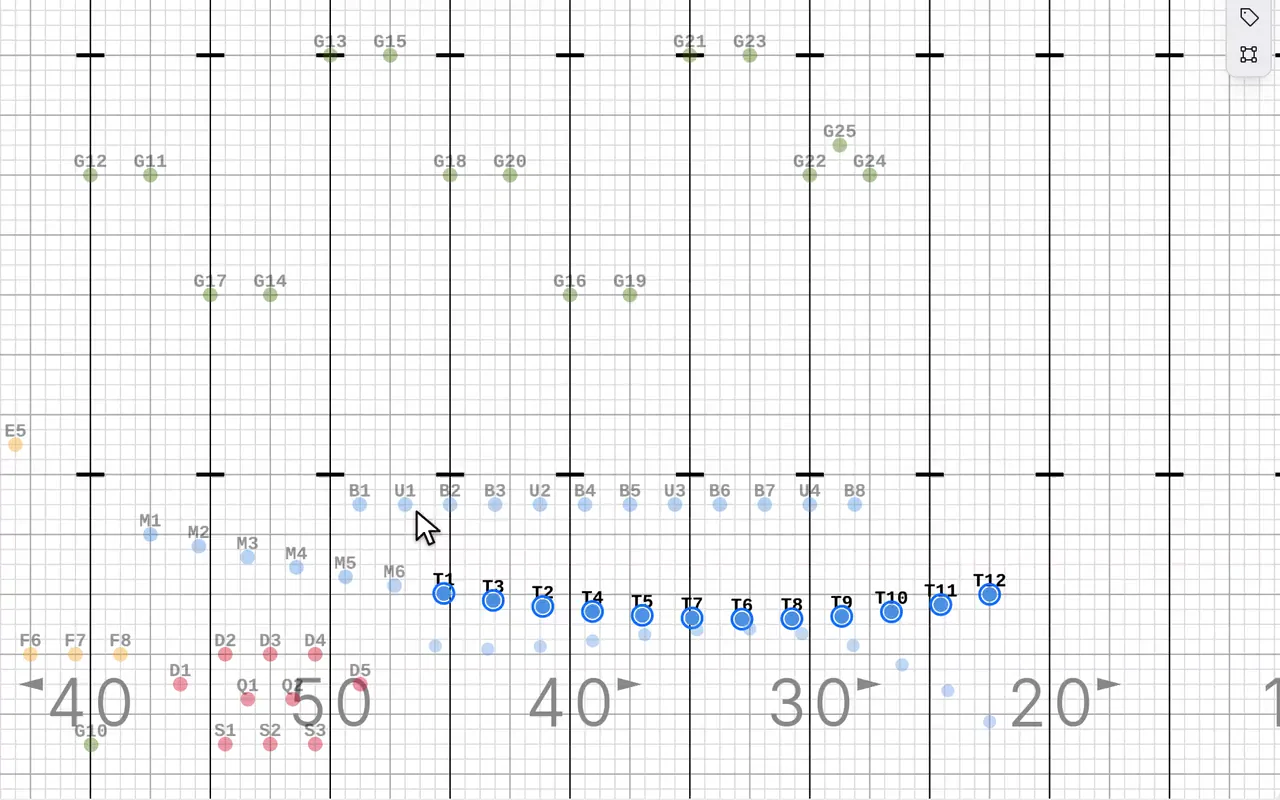 G13 G15 G21 G23
G25
G12 G11 G18 G20 G22 G24
G17 G14 G16 G19
E5
B1 U1 B2 B3 U2 B4 B5 U3 B6 B7 U4 B8
M1
M2
M3
M4
M5
M6
T1 T3 T2 T4 T5 T7 T6 T8 T9 T10 T11 T12
F6 F7 F8 D2 D3 D4
D1 D5
Q1 Q2
40 50 40 30 20 1
G10 S1 S2 S3